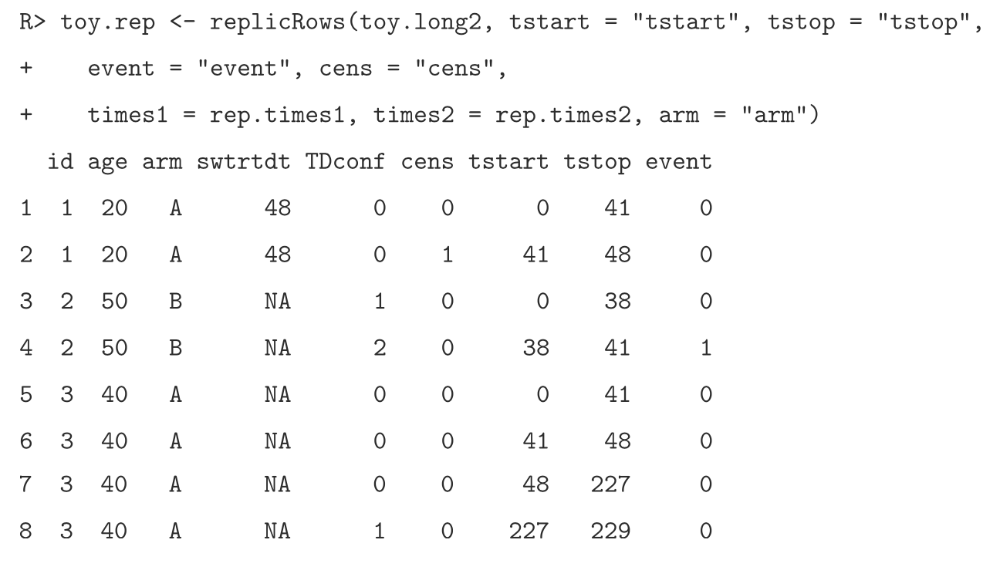 R> toy.rep <- replicRows(toy.long2, tstart = "tstart", tstop = "tstop",
+ event = "event", cens = "cens",
+ times1 = rep.times1, times2 = rep.times2, arm = "arm")
id age arm swtrtdt TDconf cens tstart tstop event
1 1 20 A 48 0 0 0 41 0
2 1 20 A 48 0 1 41 48 0
3 2 50 B NA 1 0 0 38 0
4 2 50 B NA 2 0 38 41 1
5 3 40 A NA 0 0 0 41 0
6 3 40 A NA 0 0 41 48 0
7 3 40 A NA 0 0 48 227 0
8 3 40 A NA 1 0 227 229 0